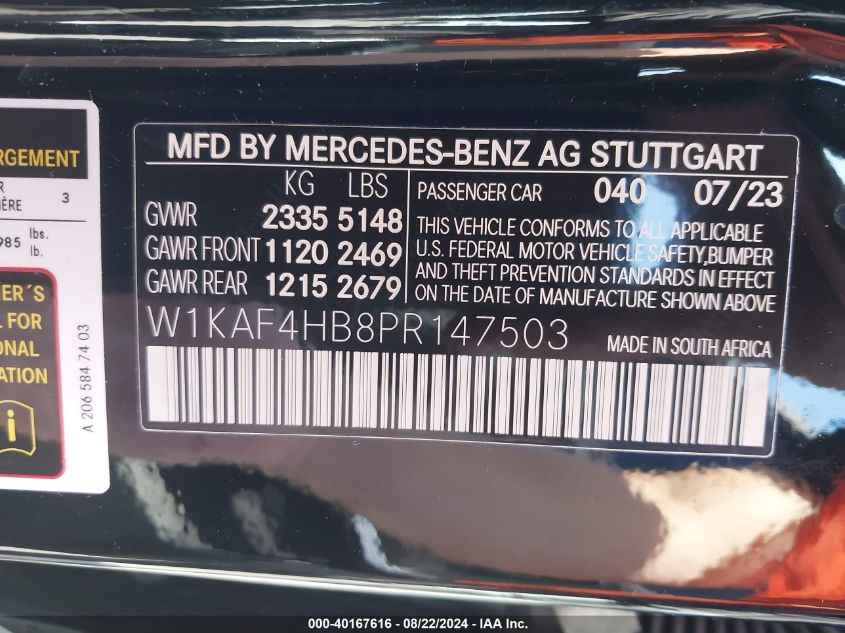 RGEMENT
R
IÈRE 3
985 lbs.
lb.
ER´S
L FOR
ONAL
ATION
A 206 584 74 03
MFD BY MERCEDES-BENZ AG STUTTGART
KG LBS
GVWR 2335 5148
GAWR FRONT 1120 2469
GAWR REAR 1215 2679
PASSENGER CAR 040 07/23
THIS VEHICLE CONFORMS TO ALL APPLICABLE
U.S. FEDERAL MOTOR VEHICLE SAFETY,BUMPER
AND THEFT PREVENTION STANDARDS IN EFFECT
ON THE DATE OF MANUFACTURE SHOWN ABOVE
W1KAF4HB8PR147503 MADE IN SOUTH AFRICA
000-40167616 - 08/22/2024 - IAA Inc.